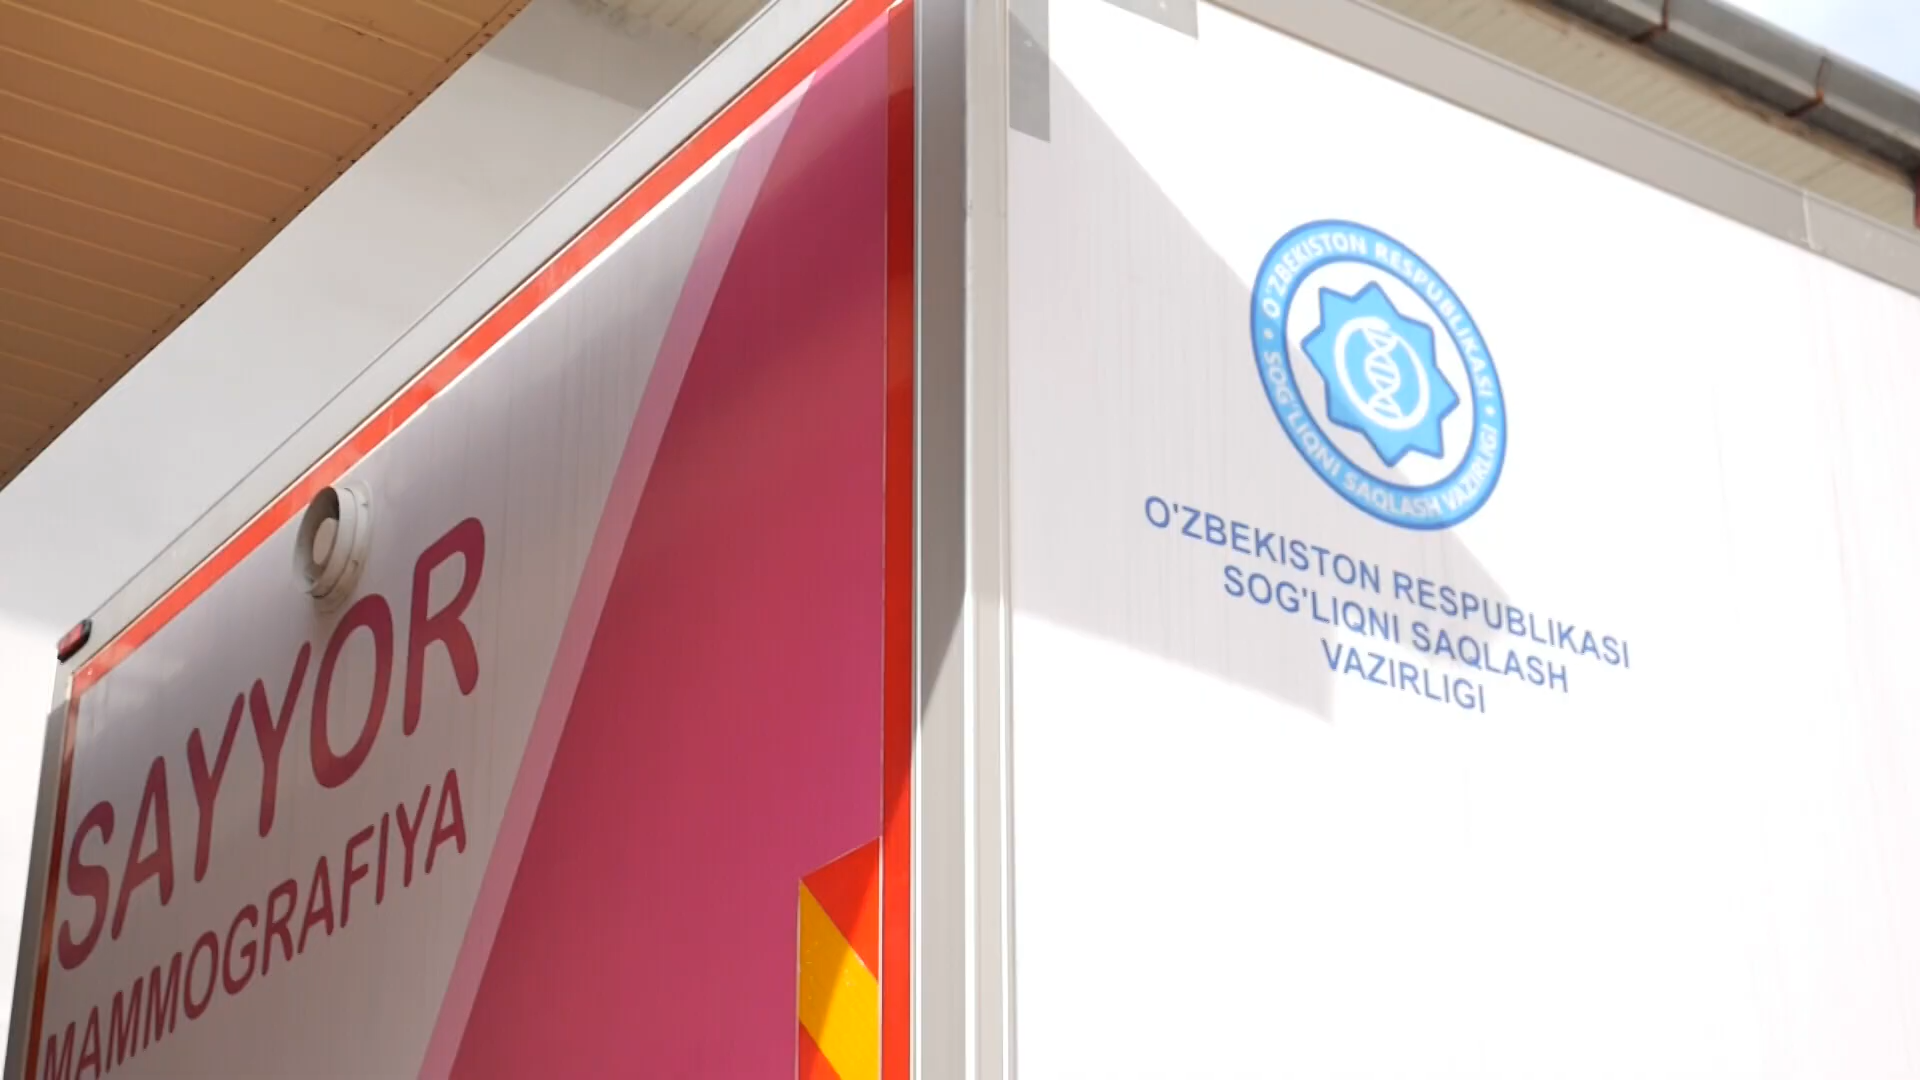 SAYYOR
MAMMOGRAFIYA
O'ZBEKISTON RESPUBLIKASI
SOG'LIQNI SAQLASH VAZIRLIGI
O'ZBEKISTON RESPUBLIKASI
SOG'LIQNI SAQLASH
VAZIRLIGI